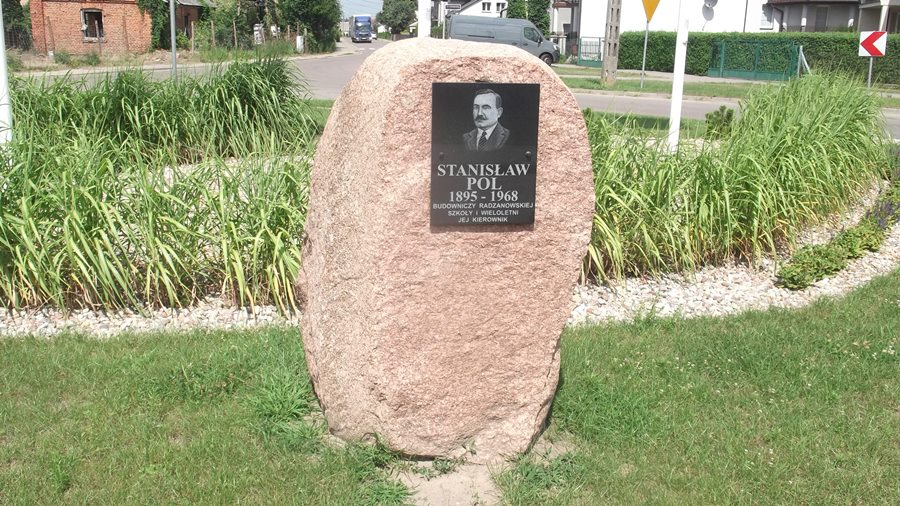 STANISŁAW
POL
1895 - 1968
BUDOWNICZY RADZANOWSKIEJ
SZKOŁY I WIELOLETNI
JEJ KIEROWNIK